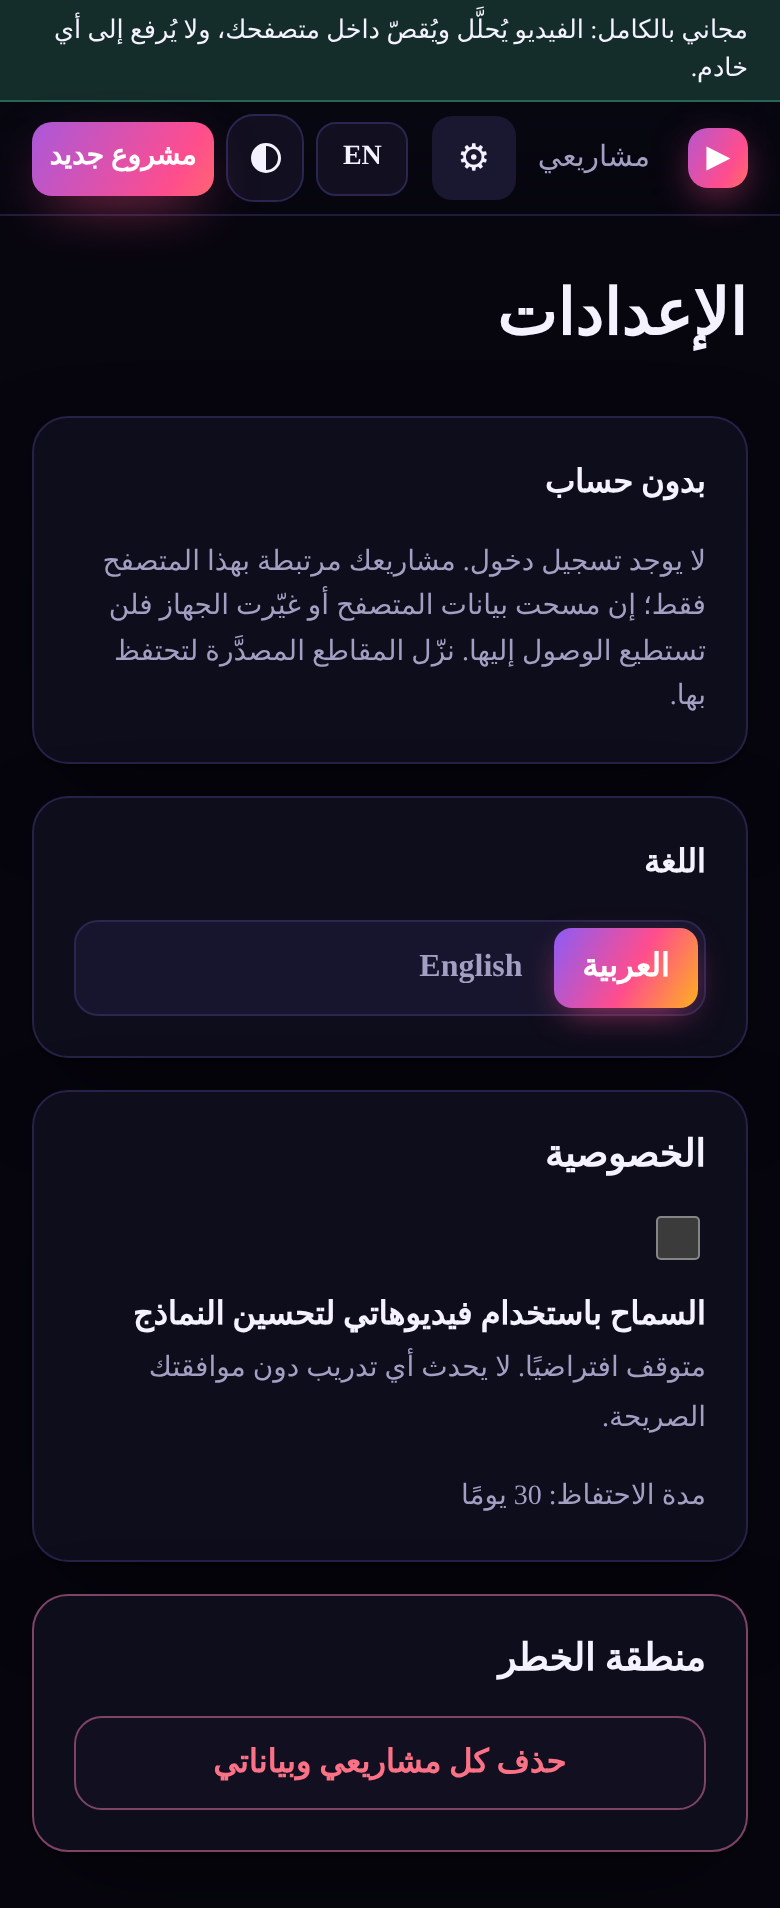 مجاني بالكامل: الفيديو يُحلَّل ويُقصّ داخل متصفحك، ولا يُرفع إلى أي
خادم.
مشاريعي
EN
مشروع جديد
الإعدادات
بدون حساب
لا يوجد تسجيل دخول. مشاريعك مرتبطة بهذا المتصفح
فقط؛ إن مسحت بيانات المتصفح أو غيّرت الجهاز فلن
تستطيع الوصول إليها. نزّل المقاطع المصدَّرة لتحتفظ
بها.
اللغة
العربية
English
الخصوصية
السماح باستخدام فيديوهاتي لتحسين النماذج
متوقف افتراضيًا. لا يحدث أي تدريب دون موافقتك
الصريحة.
مدة الاحتفاظ: 30 يومًا
منطقة الخطر
حذف كل مشاريعي وبياناتي